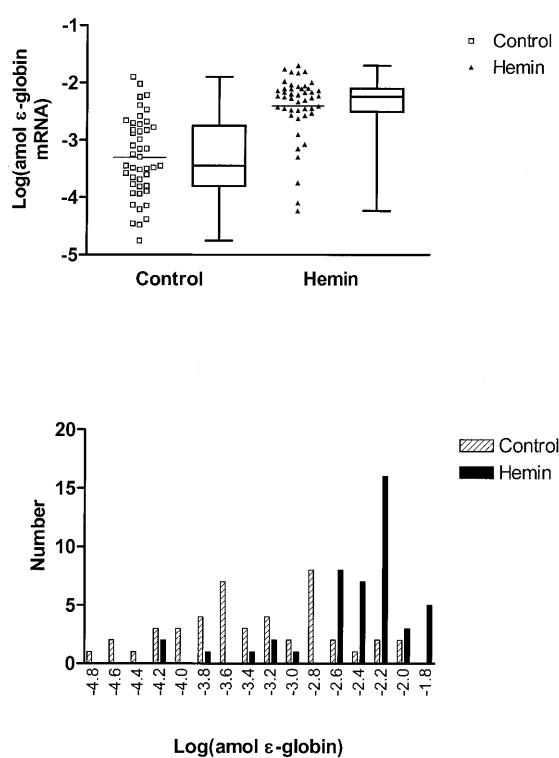 -1
-2
-3
-4
-5
Log(amol ε-globin
mRNA)
Control
Hemin
Control
Hemin
20
15
10
5
0
Number
Control
Hemin
-4.8
-4.6
-4.4
-4.2
-4.0
-3.8
-3.6
-3.4
-3.2
-3.0
-2.8
-2.6
-2.4
-2.2
-2.0
-1.8
Log(amol ε-globin)